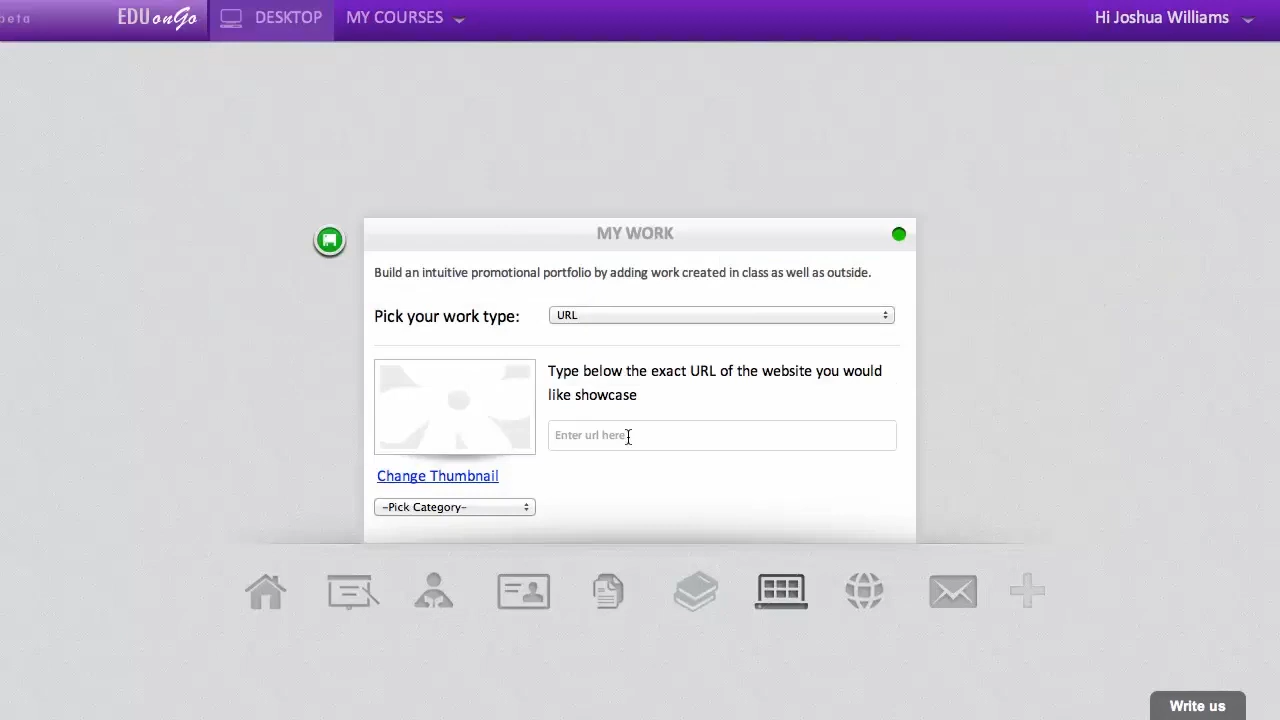 beta EDUonGo DESKTOP MY COURSES Hi Joshua Williams
MY WORK
Build an intuitive promotional portfolio by adding work created in class as well as outside.
Pick your work type: URL
Type below the exact URL of the website you would
like showcase
Enter url here
Change Thumbnail
-Pick Category-
Write us